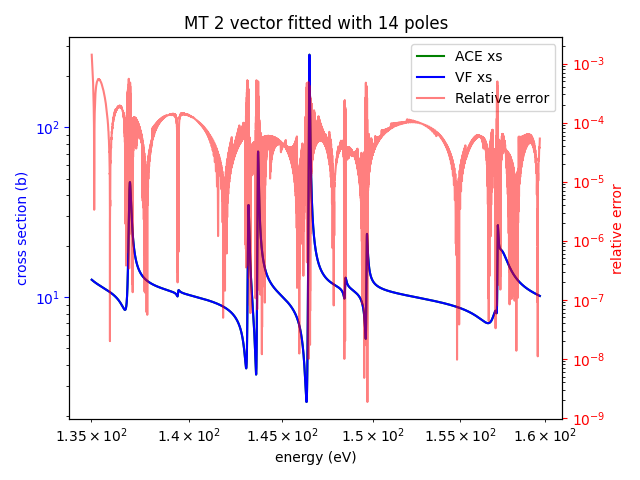 MT 2 vector fitted with 14 poles
ACE xs
VF xs
Relative error
cross section (b)
10²
10¹
relative error
10⁻³
10⁻⁴
10⁻⁵
10⁻⁶
10⁻⁷
10⁻⁸
10⁻⁹
1.35 × 10² 1.4 × 10² 1.45 × 10² 1.5 × 10² 1.55 × 10² 1.6 × 10²
energy (eV)